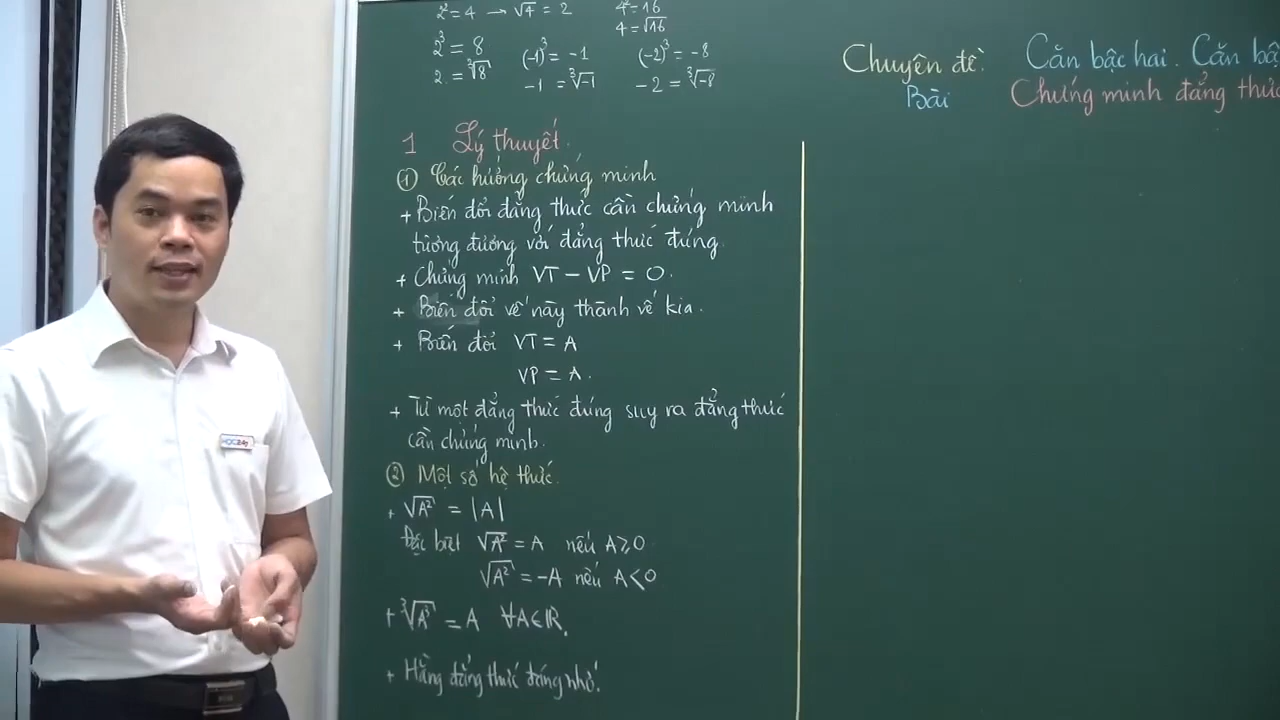 2² = 4 → √4 = 2
4² = 16
4 = √16
2³ = 8
2 = ∛8
(-1)³ = -1
-1 = ∛-1
(-2)³ = -8
-2 = ∛-8
Chuyên đề: Căn bậc hai. Căn bậ
Bài Chứng minh đẳng thức
1 Lý thuyết.
① Các hướng chứng minh
+ Biến đổi đẳng thức cần chứng minh
tương đương với đẳng thức đúng.
+ Chứng minh VT - VP = 0.
+ Biến đổi vế này thành vế kia.
+ Biến đổi VT = A
VP = A.
+ Từ một đẳng thức đúng suy ra đẳng thức
cần chứng minh.
② Một số hệ thức.
+ √A² = |A|
Đặc biệt √A² = A nếu A ≥ 0
√A² = -A nếu A < 0
+ ∛A³ = A ∀A∈ℝ.
+ Hằng đẳng thức đáng nhớ.
HOC24h